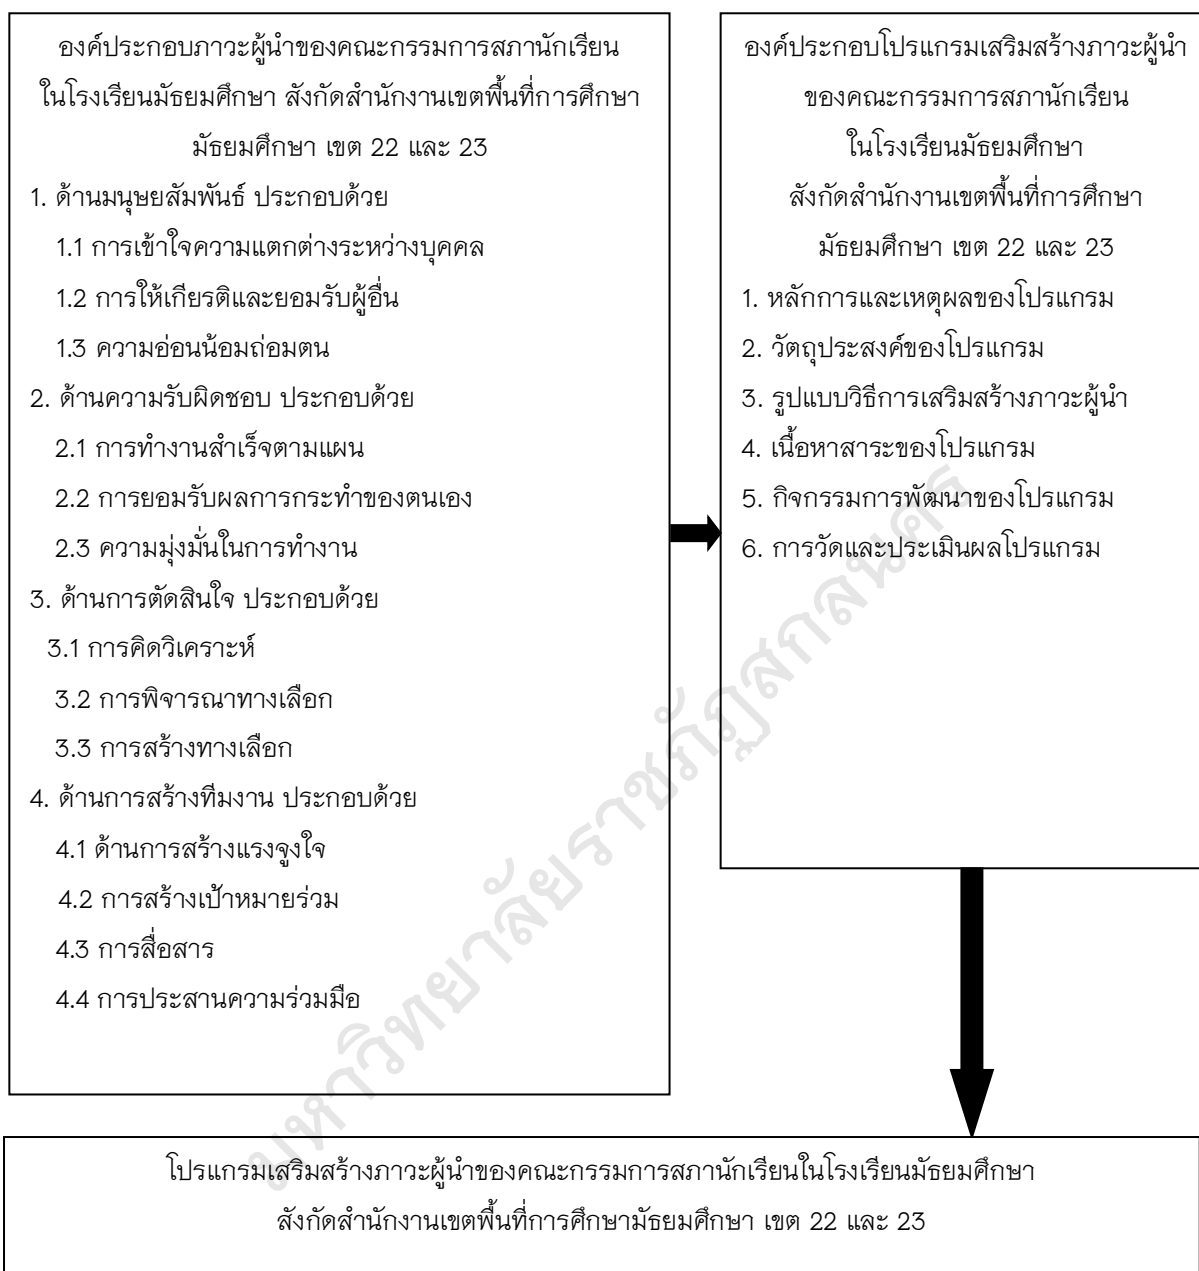 องค์ประกอบภาวะผู้นำของคณะกรรมการสภานักเรียน
ในโรงเรียนมัธยมศึกษา สังกัดสำนักงานเขตพื้นที่การศึกษา
มัธยมศึกษา เขต 22 และ 23
1. ด้านมนุษยสัมพันธ์ ประกอบด้วย
1.1 การเข้าใจความแตกต่างระหว่างบุคคล
1.2 การให้เกียรติและยอมรับผู้อื่น
1.3 ความอ่อนน้อมถ่อมตน
2. ด้านความรับผิดชอบ ประกอบด้วย
2.1 การทำงานสำเร็จตามแผน
2.2 การยอมรับผลการกระทำของตนเอง
2.3 ความมุ่งมั่นในการทำงาน
3. ด้านการตัดสินใจ ประกอบด้วย
3.1 การคิดวิเคราะห์
3.2 การพิจารณาทางเลือก
3.3 การสร้างทางเลือก
4. ด้านการสร้างทีมงาน ประกอบด้วย
4.1 ด้านการสร้างแรงจูงใจ
4.2 การสร้างเป้าหมายร่วม
4.3 การสื่อสาร
4.4 การประสานความร่วมมือ
องค์ประกอบโปรแกรมเสริมสร้างภาวะผู้นำ
ของคณะกรรมการสภานักเรียน
ในโรงเรียนมัธยมศึกษา
สังกัดสำนักงานเขตพื้นที่การศึกษา
มัธยมศึกษา เขต 22 และ 23
1. หลักการและเหตุผลของโปรแกรม
2. วัตถุประสงค์ของโปรแกรม
3. รูปแบบวิธีการเสริมสร้างภาวะผู้นำ
4. เนื้อหาสาระของโปรแกรม
5. กิจกรรมการพัฒนาของโปรแกรม
6. การวัดและประเมินผลโปรแกรม
โปรแกรมเสริมสร้างภาวะผู้นำของคณะกรรมการสภานักเรียนในโรงเรียนมัธยมศึกษา
สังกัดสำนักงานเขตพื้นที่การศึกษามัธยมศึกษา เขต 22 และ 23
มหาวิทยาลัยราชภัฏสกลนคร